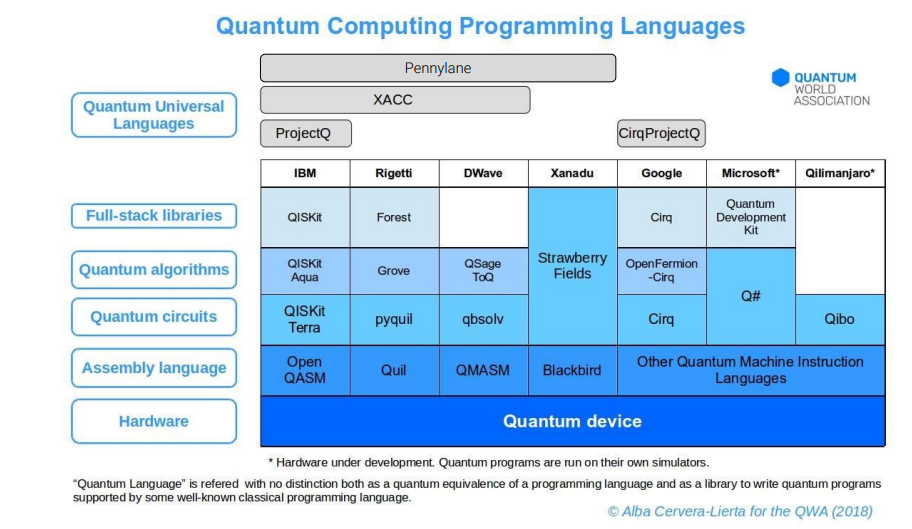 Quantum Computing Programming Languages
Pennylane
QUANTUM
WORLD
ASSOCIATION
XACC
Quantum Universal
Languages
ProjectQ
CirqProjectQ
IBM Rigetti DWave Xanadu Google Microsoft* Qilimanjaro*
Full-stack libraries
QISKit
Forest
Cirq
Quantum
Development
Kit
Quantum algorithms
QISKit
Aqua
Grove
QSage
ToQ
Strawberry
Fields
OpenFermion
-Cirq
Q#
Quantum circuits
QISKit
Terra
pyquil
qbsolv
Cirq
Qibo
Assembly language
Open
QASM
Quil
QMASM
Blackbird
Other Quantum Machine Instruction
Languages
Hardware
Quantum device
* Hardware under development. Quantum programs are run on their own simulators.
“Quantum Language” is refered with no distinction both as a quantum equivalence of a programming language and as a library to write quantum programs
supported by some well-known classical programming language.
© Alba Cervera-Lierta for the QWA (2018)